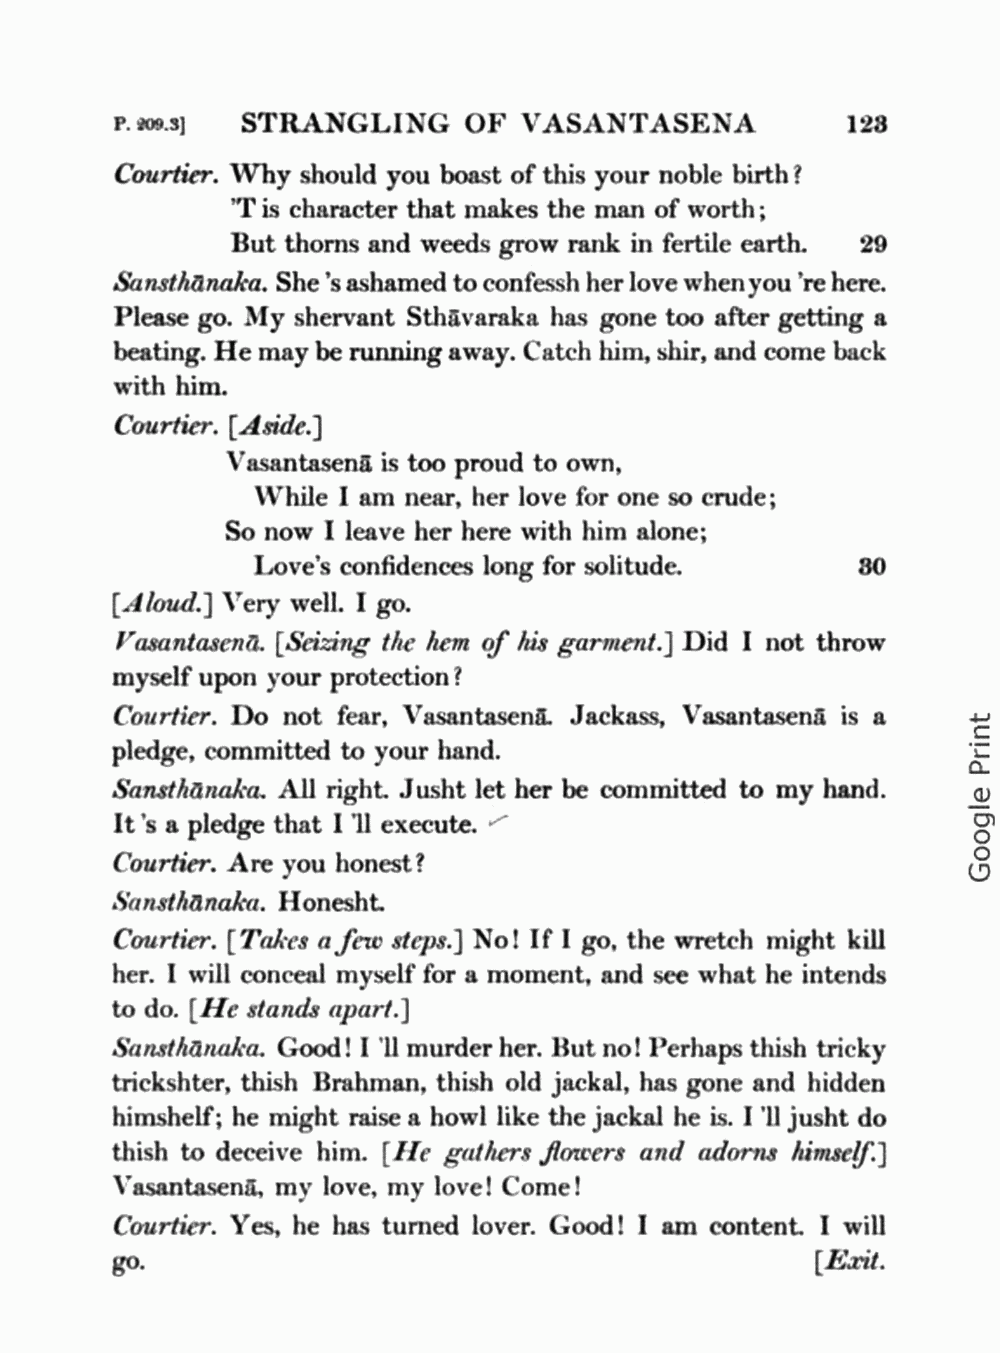 P. 209.3] STRANGLING OF VASANTASENA 123
Courtier. Why should you boast of this your noble birth?
'T is character that makes the man of worth;
But thorns and weeds grow rank in fertile earth. 29
Sansthānaka. She 's ashamed to confessh her love when you 're here.
Please go. My shervant Sthāvaraka has gone too after getting a
beating. He may be running away. Catch him, shir, and come back
with him.
Courtier. [Aside.]
Vasantasenā is too proud to own,
While I am near, her love for one so crude;
So now I leave her here with him alone;
Love's confidences long for solitude. 30
[Aloud.] Very well. I go.
Vasantasenā. [Seizing the hem of his garment.] Did I not throw
myself upon your protection?
Courtier. Do not fear, Vasantasenā. Jackass, Vasantasenā is a
pledge, committed to your hand.
Sansthānaka. All right. Jusht let her be committed to my hand.
It 's a pledge that I 'll execute.
Courtier. Are you honest?
Sansthānaka. Honesht.
Courtier. [Takes a few steps.] No! If I go, the wretch might kill
her. I will conceal myself for a moment, and see what he intends
to do. [He stands apart.]
Sansthānaka. Good! I 'll murder her. But no! Perhaps thish tricky
trickshter, thish Brahman, thish old jackal, has gone and hidden
himshelf; he might raise a howl like the jackal he is. I 'll jusht do
thish to deceive him. [He gathers flowers and adorns himself.]
Vasantasenā, my love, my love! Come!
Courtier. Yes, he has turned lover. Good! I am content. I will
go. [Exit.
Google Print